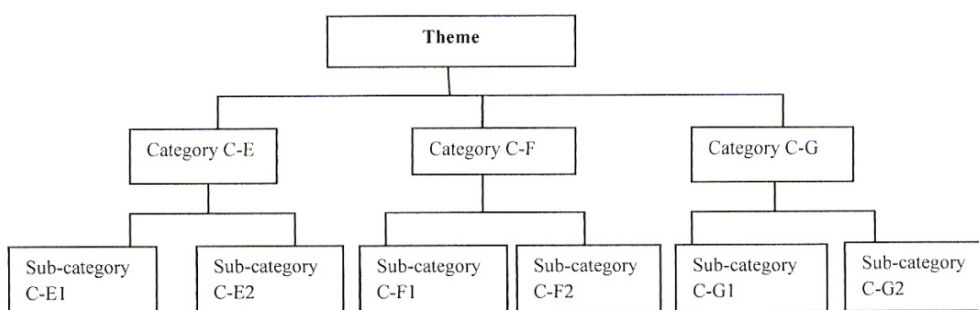 Theme
Category C-E
Category C-F
Category C-G
Sub-category
C-E1
Sub-category
C-E2
Sub-category
C-F1
Sub-category
C-F2
Sub-category
C-G1
Sub-category
C-G2